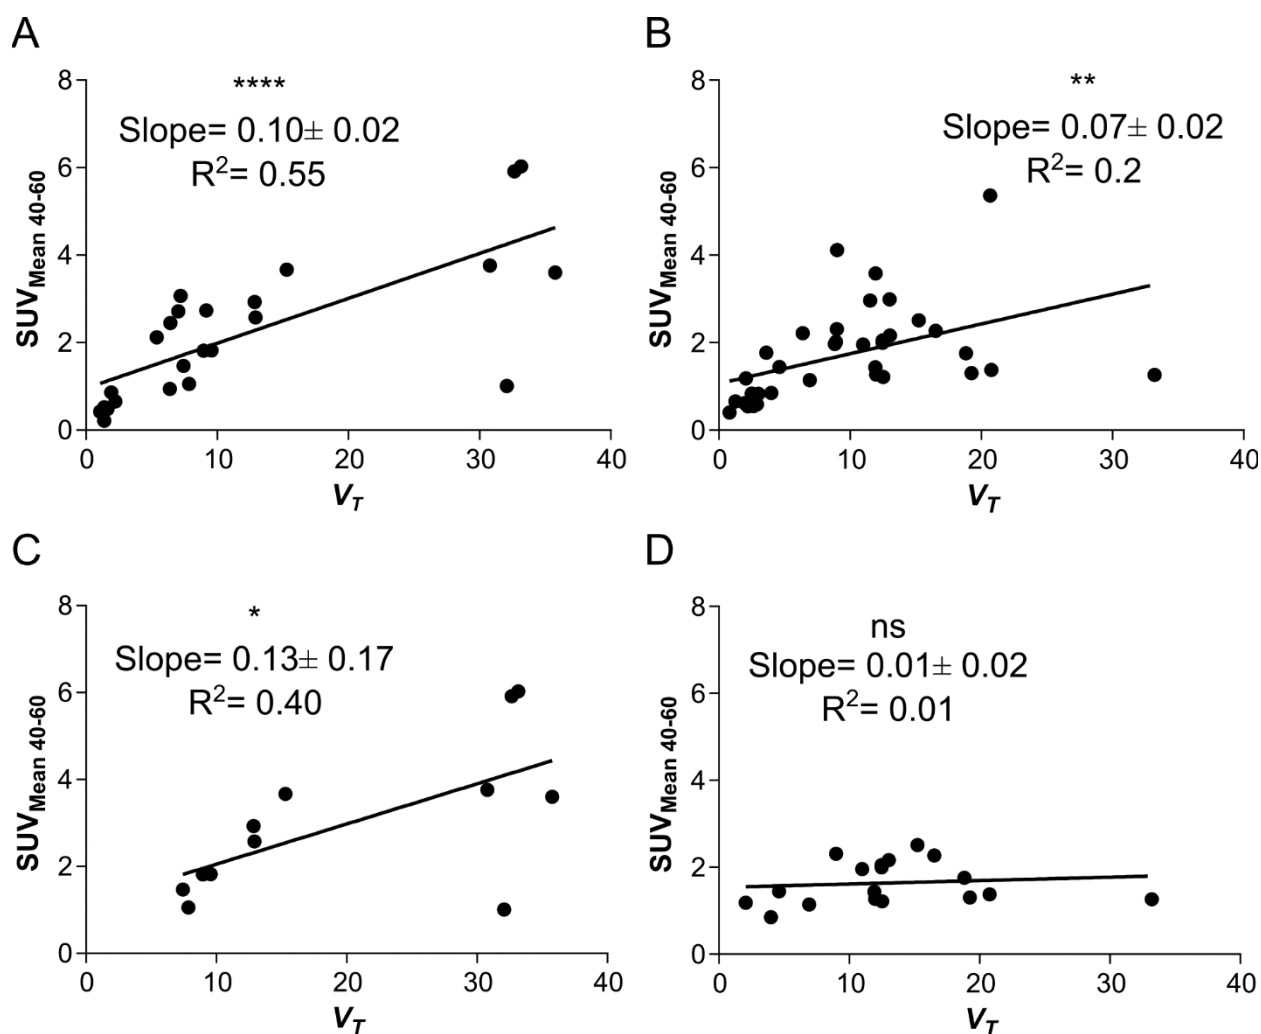 A
****
Slope= 0.10± 0.02
R²= 0.55
SUVMean 40-60
8
6
4
2
0
0 10 20 30 40
VT
B
**
Slope= 0.07± 0.02
R²= 0.2
SUVMean 40-60
8
6
4
2
0
0 10 20 30 40
VT
C
*
Slope= 0.13± 0.17
R²= 0.40
SUVMean 40-60
8
6
4
2
0
0 10 20 30 40
VT
D
ns
Slope= 0.01± 0.02
R²= 0.01
SUVMean 40-60
8
6
4
2
0
0 10 20 30 40
VT